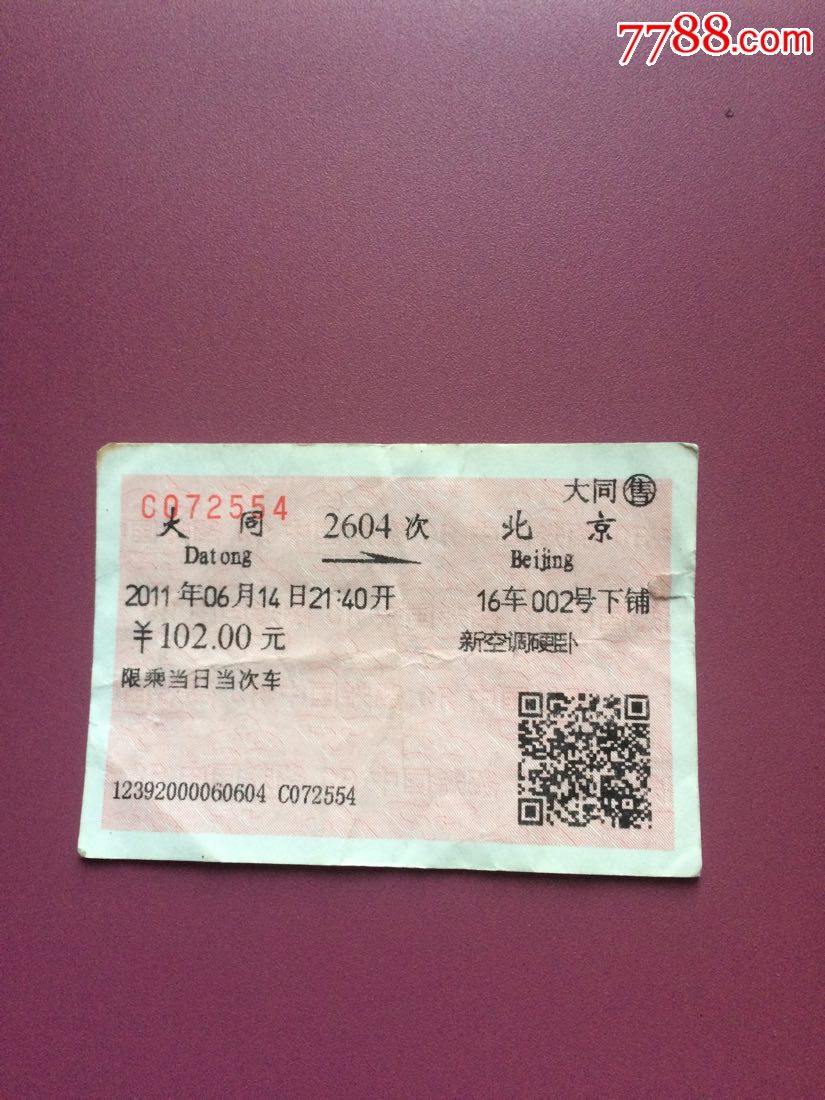 7788.com
大同售
C072554
大同 2604次 北京
Datong Beijing
2011年06月14日21:40开 16车002号下铺
￥102.00元 新空调硬卧
限乘当日当次车
12392000060604 C072554